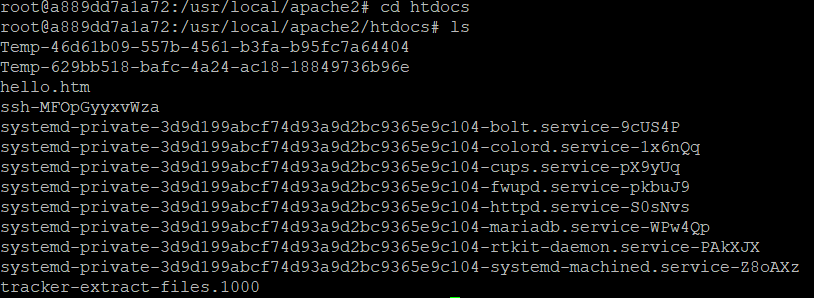 root@a889dd7a1a72:/usr/local/apache2# cd htdocs
root@a889dd7a1a72:/usr/local/apache2/htdocs# ls
Temp-46d61b09-557b-4561-b3fa-b95fc7a64404
Temp-629bb518-bafc-4a24-ac18-18849736b96e
hello.htm
ssh-MFOpGyyxvWza
systemd-private-3d9d199abcf74d93a9d2bc9365e9c104-bolt.service-9cUS4P
systemd-private-3d9d199abcf74d93a9d2bc9365e9c104-colord.service-1x6nQq
systemd-private-3d9d199abcf74d93a9d2bc9365e9c104-cups.service-pX9yUq
systemd-private-3d9d199abcf74d93a9d2bc9365e9c104-fwupd.service-pkbuJ9
systemd-private-3d9d199abcf74d93a9d2bc9365e9c104-httpd.service-S0sNvs
systemd-private-3d9d199abcf74d93a9d2bc9365e9c104-mariadb.service-WPw4Qp
systemd-private-3d9d199abcf74d93a9d2bc9365e9c104-rtkit-daemon.service-PAkXJX
systemd-private-3d9d199abcf74d93a9d2bc9365e9c104-systemd-machined.service-Z8oAXz
tracker-extract-files.1000